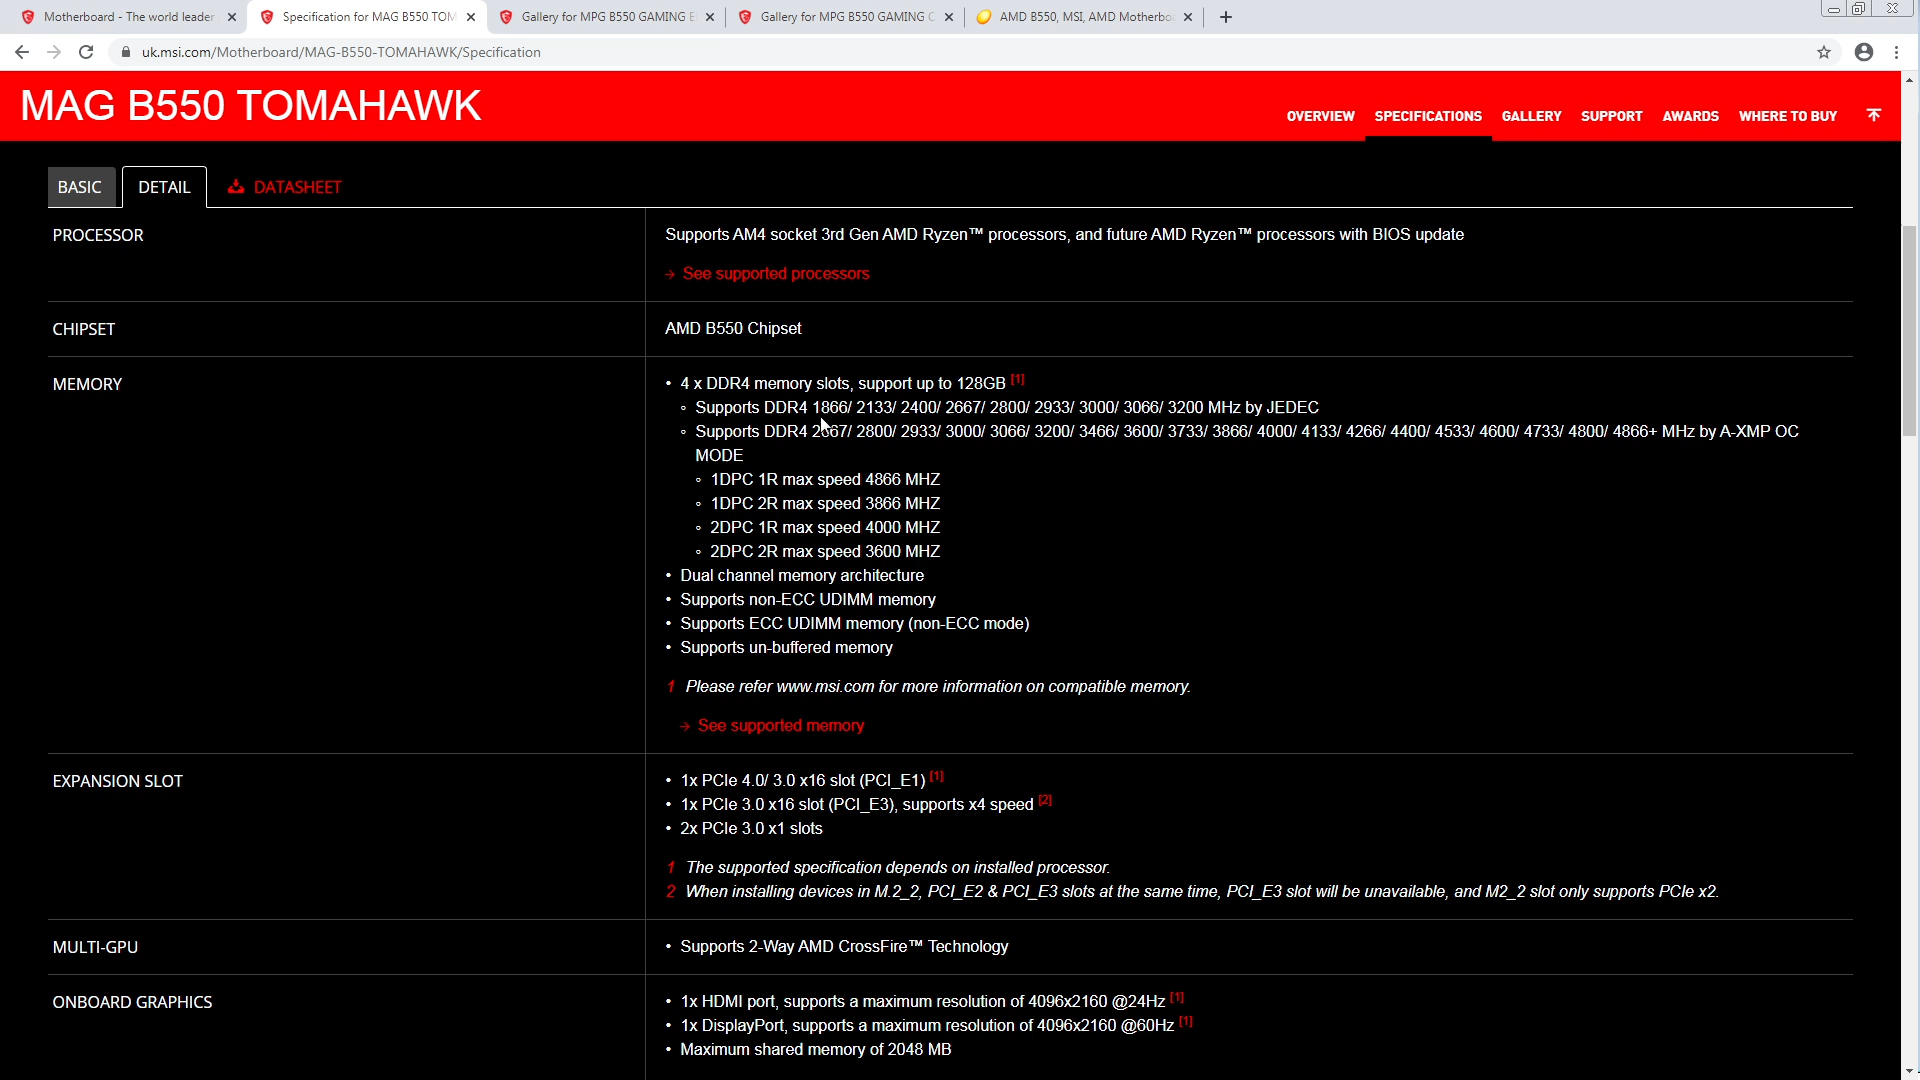 Motherboard - The world leader
Specification for MAG B550 TOM
Gallery for MPG B550 GAMING E
Gallery for MPG B550 GAMING C
AMD B550, MSI, AMD Motherbo
uk.msi.com/Motherboard/MAG-B550-TOMAHAWK/Specification
MAG B550 TOMAHAWK
OVERVIEW SPECIFICATIONS GALLERY SUPPORT AWARDS WHERE TO BUY
BASIC DETAIL DATASHEET
PROCESSOR
Supports AM4 socket 3rd Gen AMD Ryzen™ processors, and future AMD Ryzen™ processors with BIOS update
→ See supported processors
CHIPSET
AMD B550 Chipset
MEMORY
• 4 x DDR4 memory slots, support up to 128GB [1]
◦ Supports DDR4 1866/ 2133/ 2400/ 2667/ 2800/ 2933/ 3000/ 3066/ 3200 MHz by JEDEC
◦ Supports DDR4 2667/ 2800/ 2933/ 3000/ 3066/ 3200/ 3466/ 3600/ 3733/ 3866/ 4000/ 4133/ 4266/ 4400/ 4533/ 4600/ 4733/ 4800/ 4866+ MHz by A-XMP OC
MODE
◦ 1DPC 1R max speed 4866 MHZ
◦ 1DPC 2R max speed 3866 MHZ
◦ 2DPC 1R max speed 4000 MHZ
◦ 2DPC 2R max speed 3600 MHZ
• Dual channel memory architecture
• Supports non-ECC UDIMM memory
• Supports ECC UDIMM memory (non-ECC mode)
• Supports un-buffered memory
1 Please refer www.msi.com for more information on compatible memory.
→ See supported memory
EXPANSION SLOT
• 1x PCIe 4.0/ 3.0 x16 slot (PCI_E1) [1]
• 1x PCIe 3.0 x16 slot (PCI_E3), supports x4 speed [2]
• 2x PCIe 3.0 x1 slots
1 The supported specification depends on installed processor.
2 When installing devices in M.2_2, PCI_E2 & PCI_E3 slots at the same time, PCI_E3 slot will be unavailable, and M2_2 slot only supports PCIe x2.
MULTI-GPU
• Supports 2-Way AMD CrossFire™ Technology
ONBOARD GRAPHICS
• 1x HDMI port, supports a maximum resolution of 4096x2160 @24Hz [1]
• 1x DisplayPort, supports a maximum resolution of 4096x2160 @60Hz [1]
• Maximum shared memory of 2048 MB